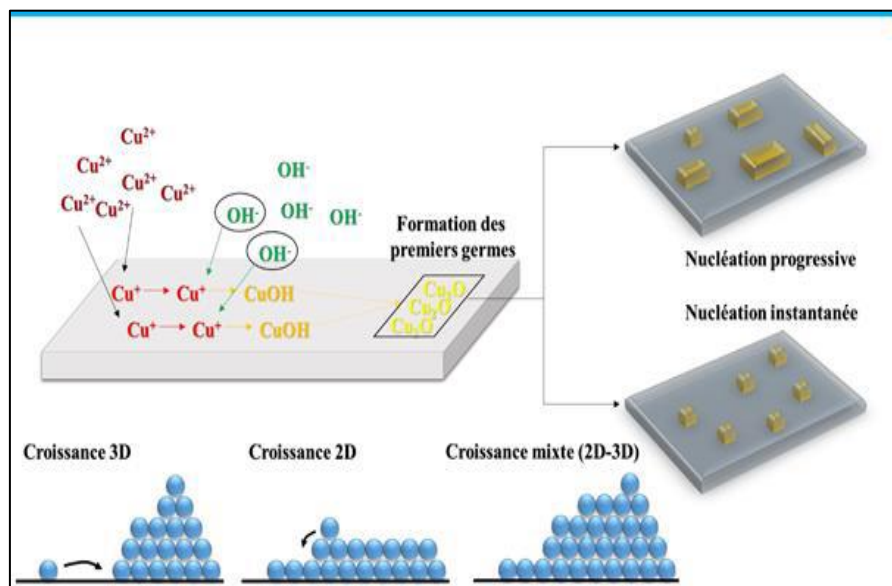 Cu²⁺
Cu²⁺
Cu²⁺
Cu²⁺
Cu²⁺
Cu²⁺
OH⁻
OH⁻
OH⁻
OH⁻
OH⁻
Formation des
premiers germes
Cu⁺ Cu⁺ CuOH
Cu⁺ Cu⁺ CuOH
Cu₂O
Cu₂O
Cu₂O
Nucléation progressive
Nucléation instantanée
Croissance 3D
Croissance 2D
Croissance mixte (2D-3D)